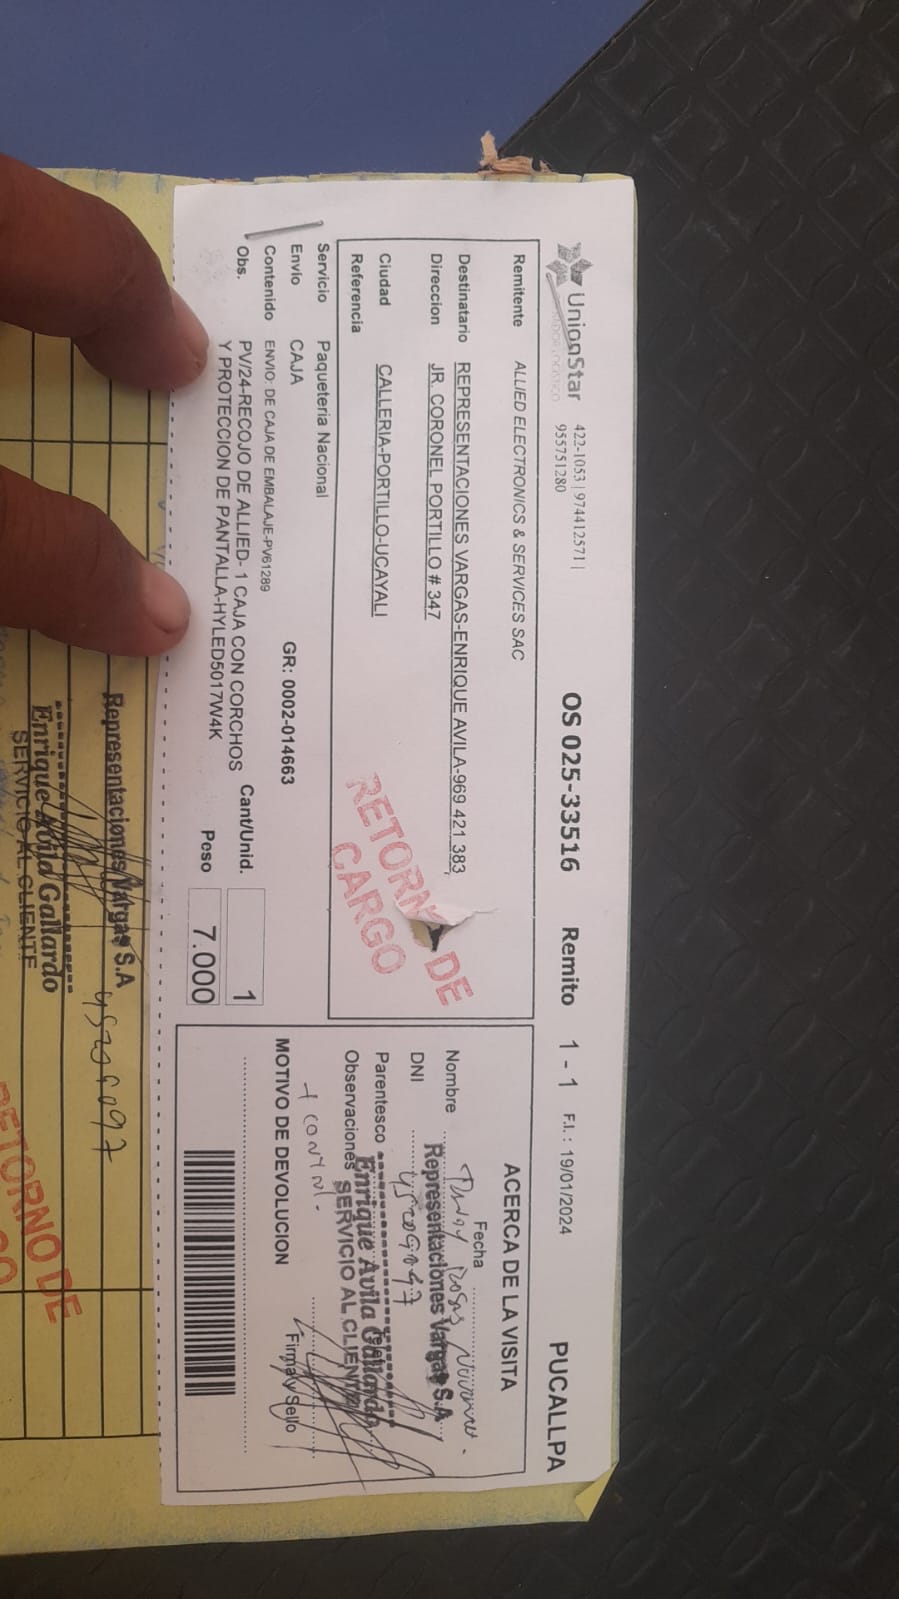 UnionStar
OPERADOR LOGISTICO
422-1053 | 974412571 |
955751280
OS 025-33516 Remito 1 - 1 F.I. : 19/01/2024 PUCALLPA
Remitente ALLIED ELECTRONICS & SERVICES SAC
Destinatario REPRESENTACIONES VARGAS-ENRIQUE AVILA-969 421 383,
Direccion JR. CORONEL PORTILLO # 347
Ciudad CALLERIA-PORTILLO-UCAYALI
Referencia
RETORNO DE
CARGO
Servicio Paqueteria Nacional
Envío CAJA GR: 0002-014663
Contenido ENVIO: DE CAJA DE EMBALAJE-PV61289
Obs. PV/24-RECOJO DE ALLIED- 1 CAJA CON CORCHOS
Y PROTECCION DE PANTALLA-HYLED5017W4K
Cant/Unid. 1
Peso 7.000
ACERCA DE LA VISITA
Fecha
Nombre
Representaciones Vargas S.A
DNI
Parentesco
Enrique Avila Gallardo
Observaciones
SERVICIO AL CLIENTE
MOTIVO DE DEVOLUCION
Firma y Sello
Representaciones Vargas S.A
Enrique Avila Gallardo
SERVICIO AL CLIENTE
RETORNO DE